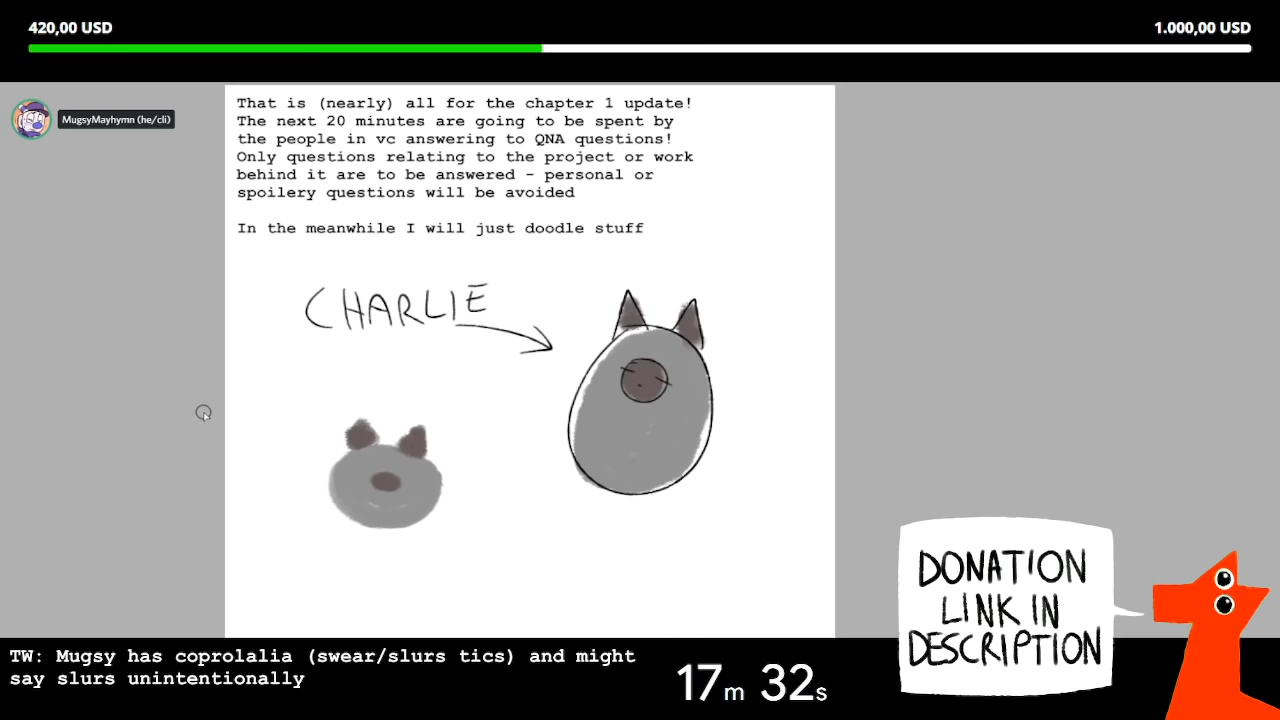 420,00 USD
1.000,00 USD
MugsyMayhymn (he/cli)
That is (nearly) all for the chapter 1 update!
The next 20 minutes are going to be spent by
the people in vc answering to QNA questions!
Only questions relating to the project or work
behind it are to be answered - personal or
spoilery questions will be avoided
In the meanwhile I will just doodle stuff
CHARLIE
DONATION
LINK IN
DESCRIPTION
TW: Mugsy has coprolalia (swear/slurs tics) and might
say slurs unintentionally
17m 32s